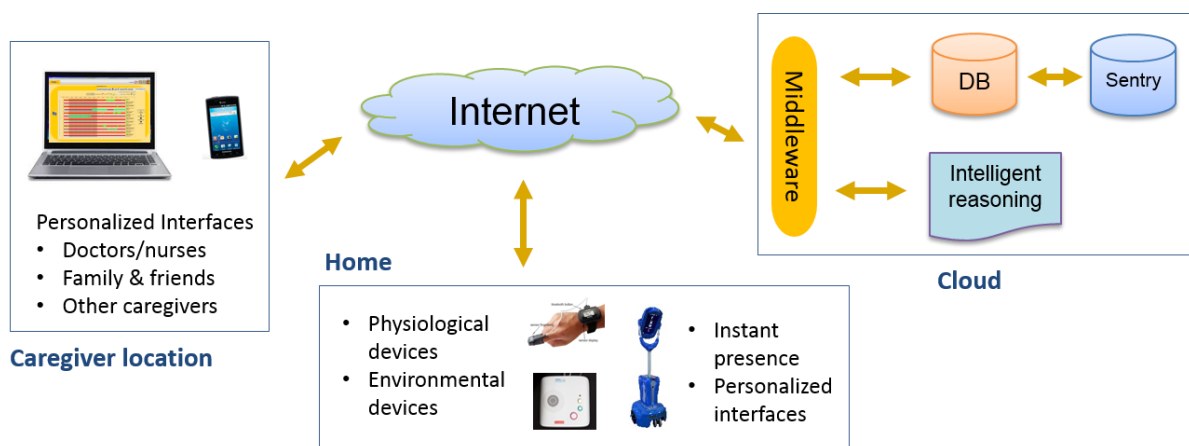 Personalized Interfaces
• Doctors/nurses
• Family & friends
• Other caregivers
Caregiver location
Internet
Home
• Physiological
devices
• Environmental
devices
• Instant
presence
• Personalized
interfaces
Middleware
DB
Sentry
Intelligent
reasoning
Cloud